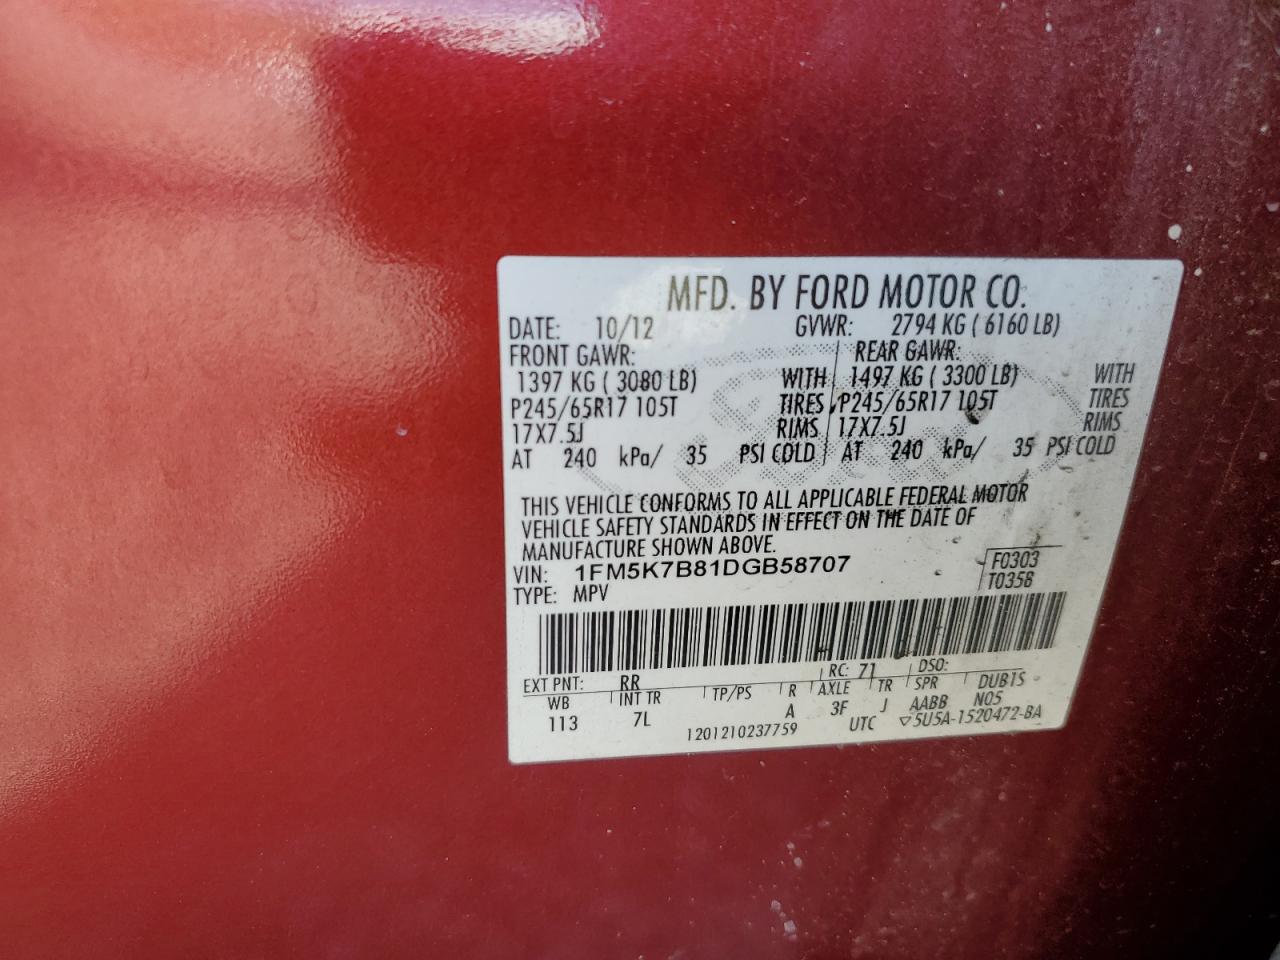 MFD. BY FORD MOTOR CO.
DATE: 10/12 GVWR: 2794 KG ( 6160 LB)
FRONT GAWR: REAR GAWR:
1397 KG ( 3080 LB) WITH 1497 KG ( 3300 LB) WITH
P245/65R17 105T TIRES P245/65R17 105T TIRES
17X7.5J RIMS 17X7.5J RIMS
AT 240 kPa/ 35 PSI COLD AT 240 kPa/ 35 PSI COLD
THIS VEHICLE CONFORMS TO ALL APPLICABLE FEDERAL MOTOR
VEHICLE SAFETY STANDARDS IN EFFECT ON THE DATE OF
MANUFACTURE SHOWN ABOVE.
VIN: 1FM5K7B81DGB58707 F0303
TYPE: MPV T0358
EXT PNT: RR RC: 71 DSO:
WB INT TR TP/PS R AXLE TR SPR DUB1S
113 7L A 3F J AABB N05
1201210237759 UTC ▽5U5A-1520472-BA